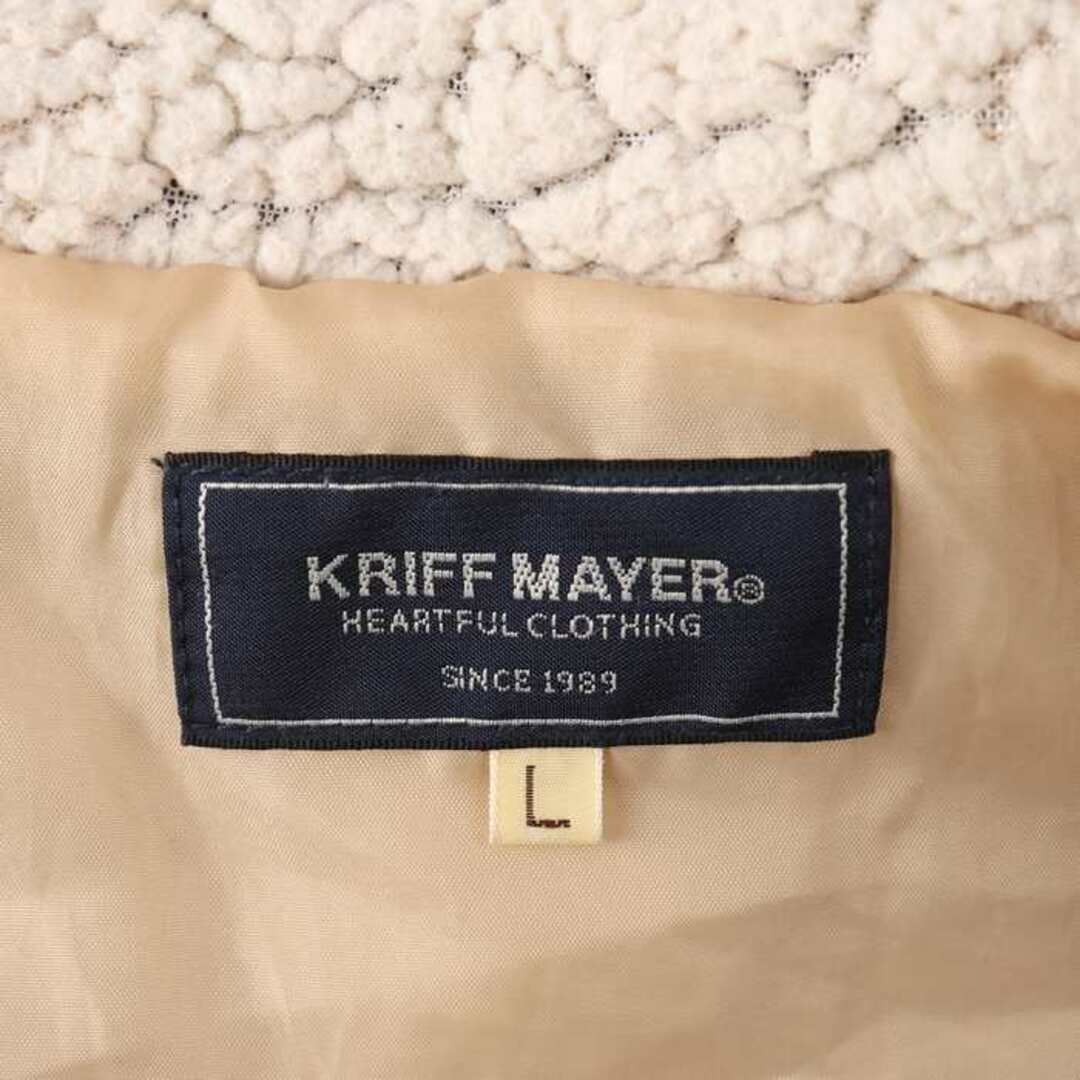 KRIFF MAYER®
HEARTFUL CLOTHING
SINCE 1989
L